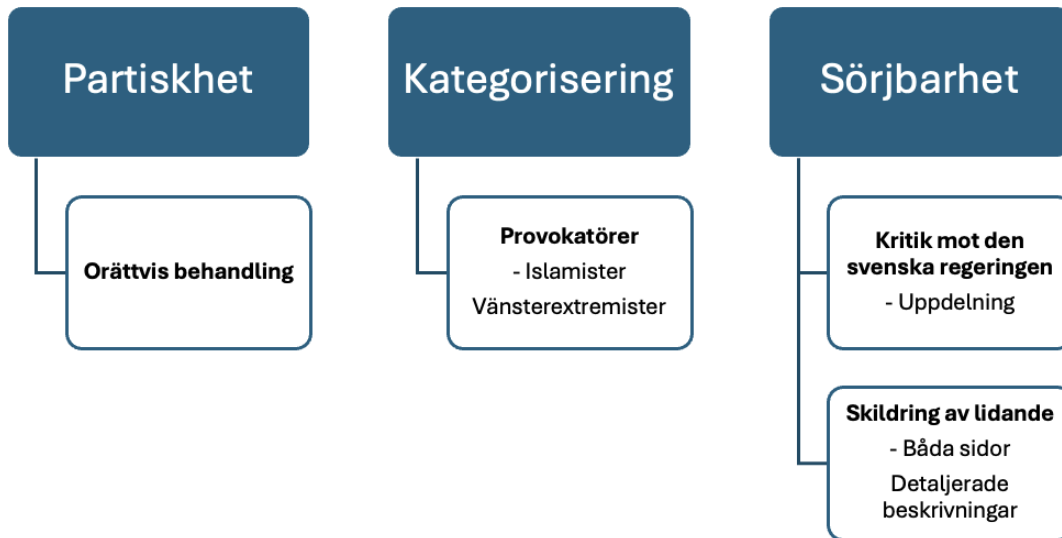 Partiskhet
Orättvis behandling
Kategorisering
Provokatörer
- Islamister
Vänsterextremister
Sörjbarhet
Kritik mot den
svenska regeringen
- Uppdelning
Skildring av lidande
- Båda sidor
Detaljerade
beskrivningar